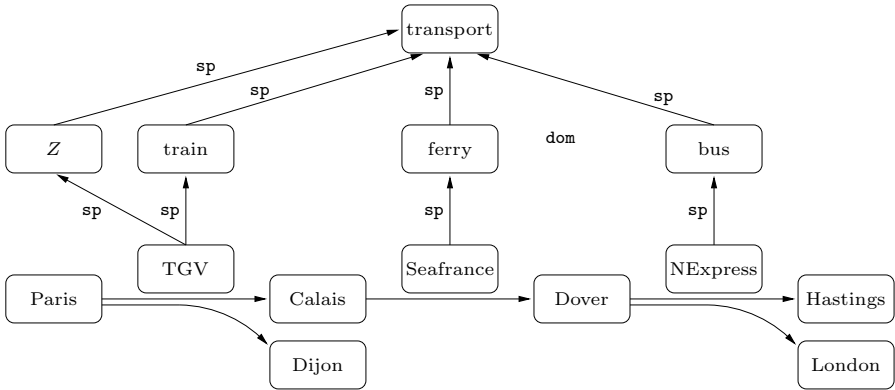 transport
sp
sp
sp
sp
Z
train
ferry
dom
bus
sp
sp
sp
sp
TGV
Seafrance
NExpress
Paris
Calais
Dover
Hastings
Dijon
London